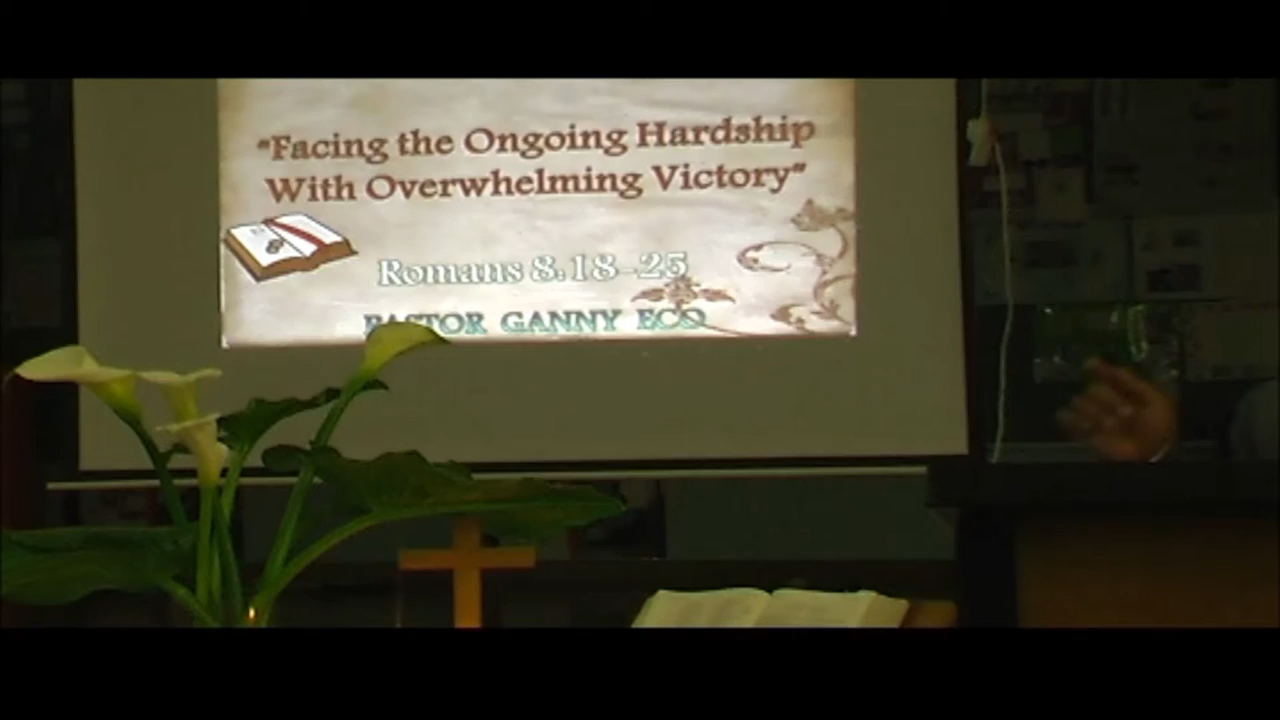 "Facing the Ongoing Hardship
With Overwhelming Victory"
Romans 8:18-25
PASTOR GANNY ECO